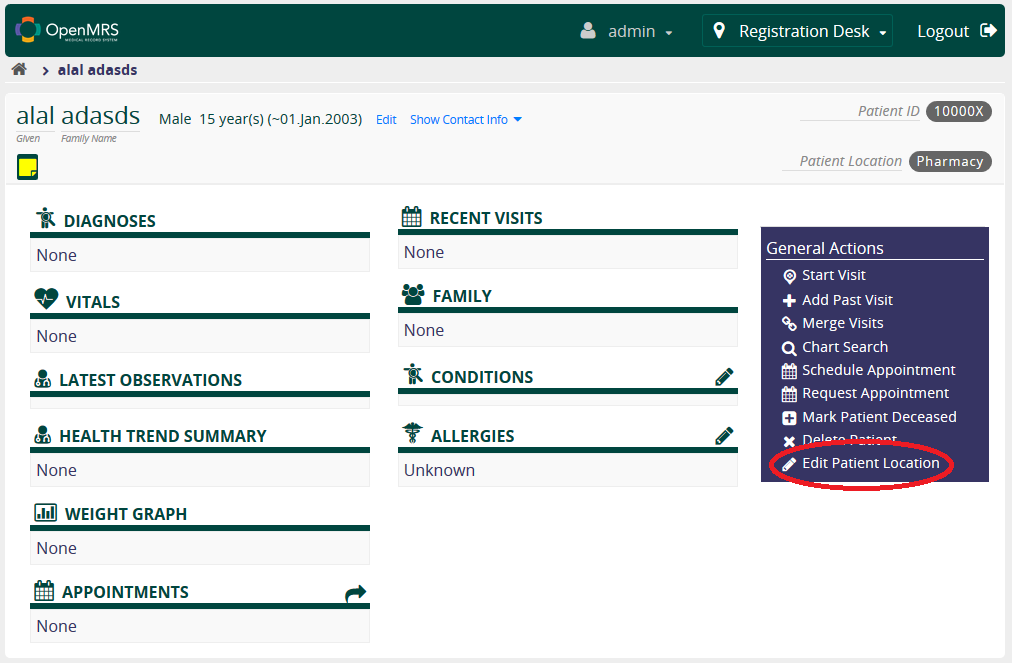 OpenMRS
MEDICAL RECORD SYSTEM
admin
Registration Desk
Logout
alal adasds
alal adasds
Given Family Name
Male 15 year(s) (~01.Jan.2003) Edit Show Contact Info
Patient ID 10000X
Patient Location Pharmacy
DIAGNOSES
None
VITALS
None
LATEST OBSERVATIONS
HEALTH TREND SUMMARY
None
WEIGHT GRAPH
None
APPOINTMENTS
None
RECENT VISITS
None
FAMILY
None
CONDITIONS
ALLERGIES
Unknown
General Actions
Start Visit
Add Past Visit
Merge Visits
Chart Search
Schedule Appointment
Request Appointment
Mark Patient Deceased
Delete Patient
Edit Patient Location